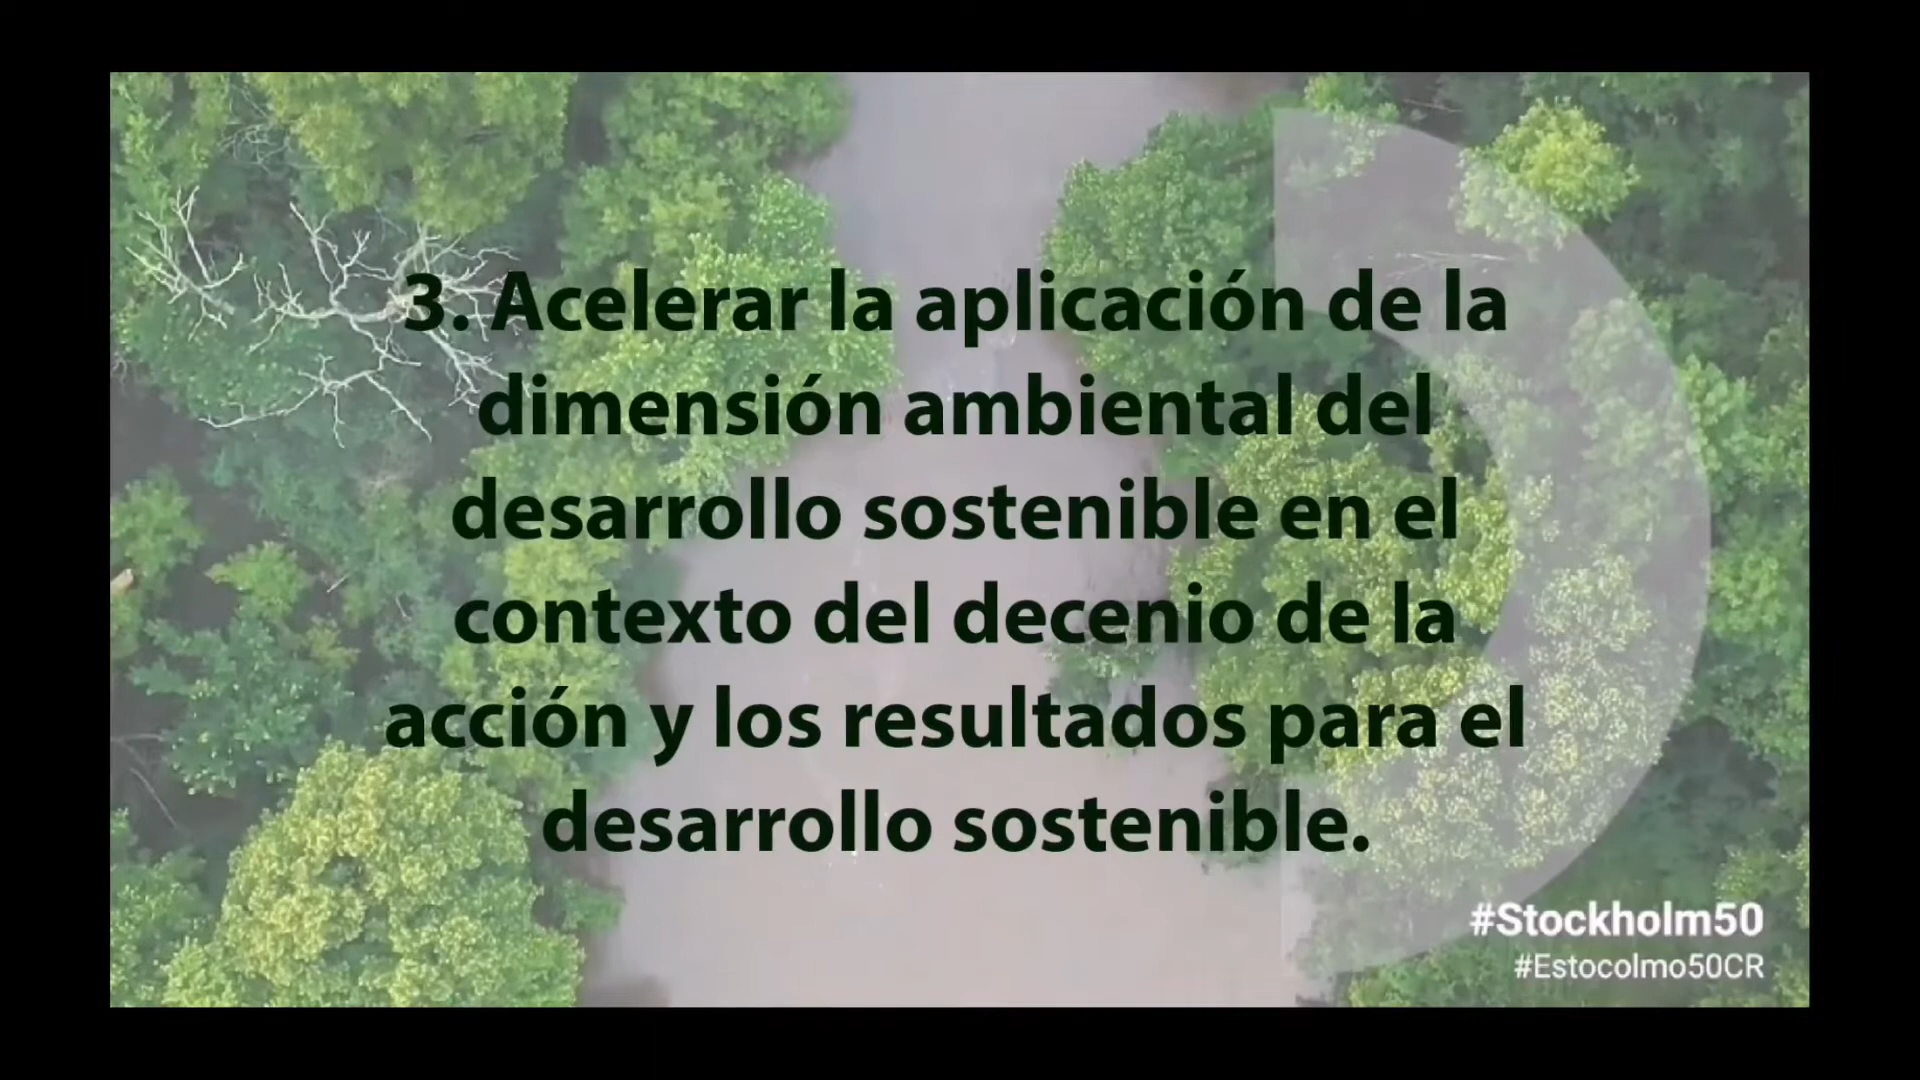 3. Acelerar la aplicación de la
dimensión ambiental del
desarrollo sostenible en el
contexto del decenio de la
acción y los resultados para el
desarrollo sostenible.
#Stockholm50
#Estocolmo50CR